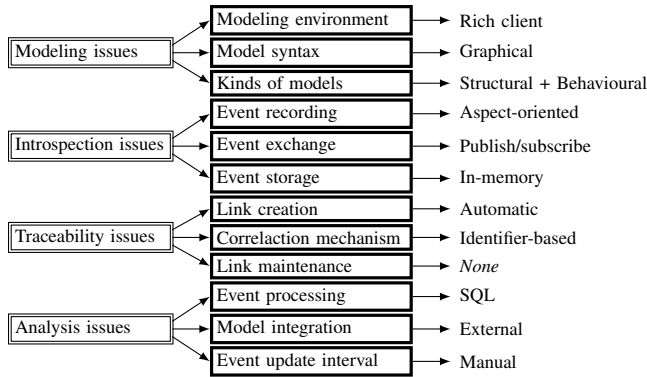 Modeling environment Rich client
Modeling issues Model syntax Graphical
Kinds of models Structural + Behavioural
Event recording Aspect-oriented
Introspection issues Event exchange Publish/subscribe
Event storage In-memory
Link creation Automatic
Traceability issues Correlaction mechanism Identifier-based
Link maintenance None
Event processing SQL
Analysis issues Model integration External
Event update interval Manual